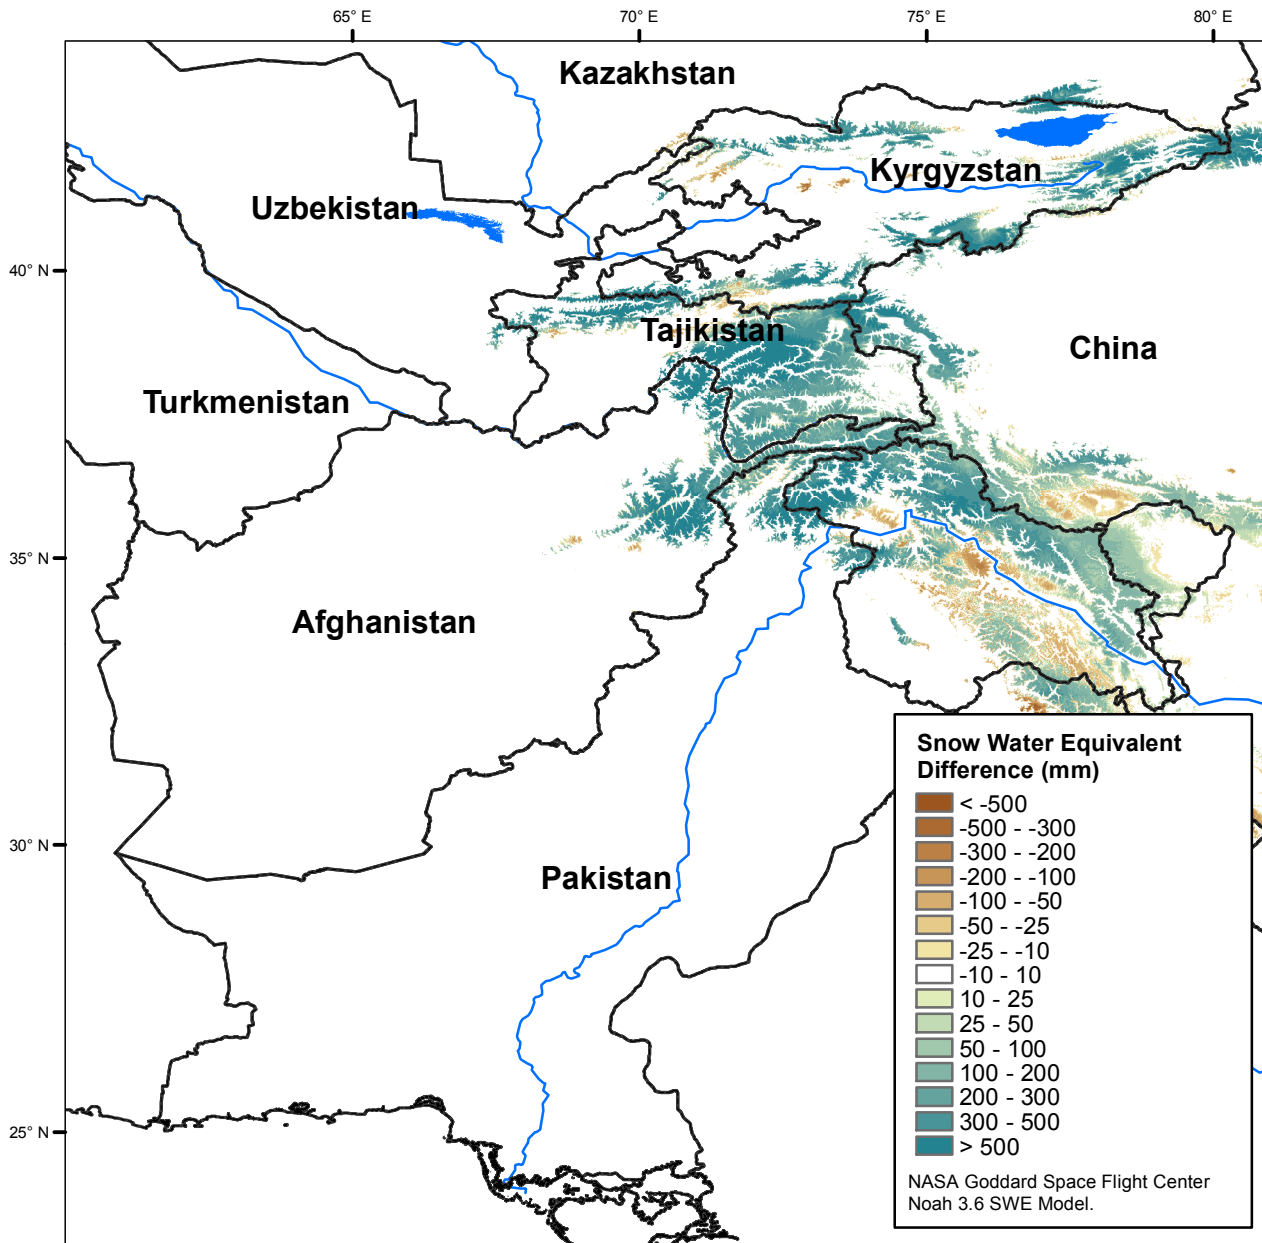 65° E
70° E
75° E
80° E
Kazakhstan
Kyrgyzstan
Uzbekistan
40° N
Tajikistan
China
Turkmenistan
35° N
Afghanistan
30° N
Pakistan
25° N
Snow Water Equivalent
Difference (mm)
< -500
-500 - -300
-300 - -200
-200 - -100
-100 - -50
-50 - -25
-25 - -10
-10 - 10
10 - 25
25 - 50
50 - 100
100 - 200
200 - 300
300 - 500
> 500
NASA Goddard Space Flight Center
Noah 3.6 SWE Model.